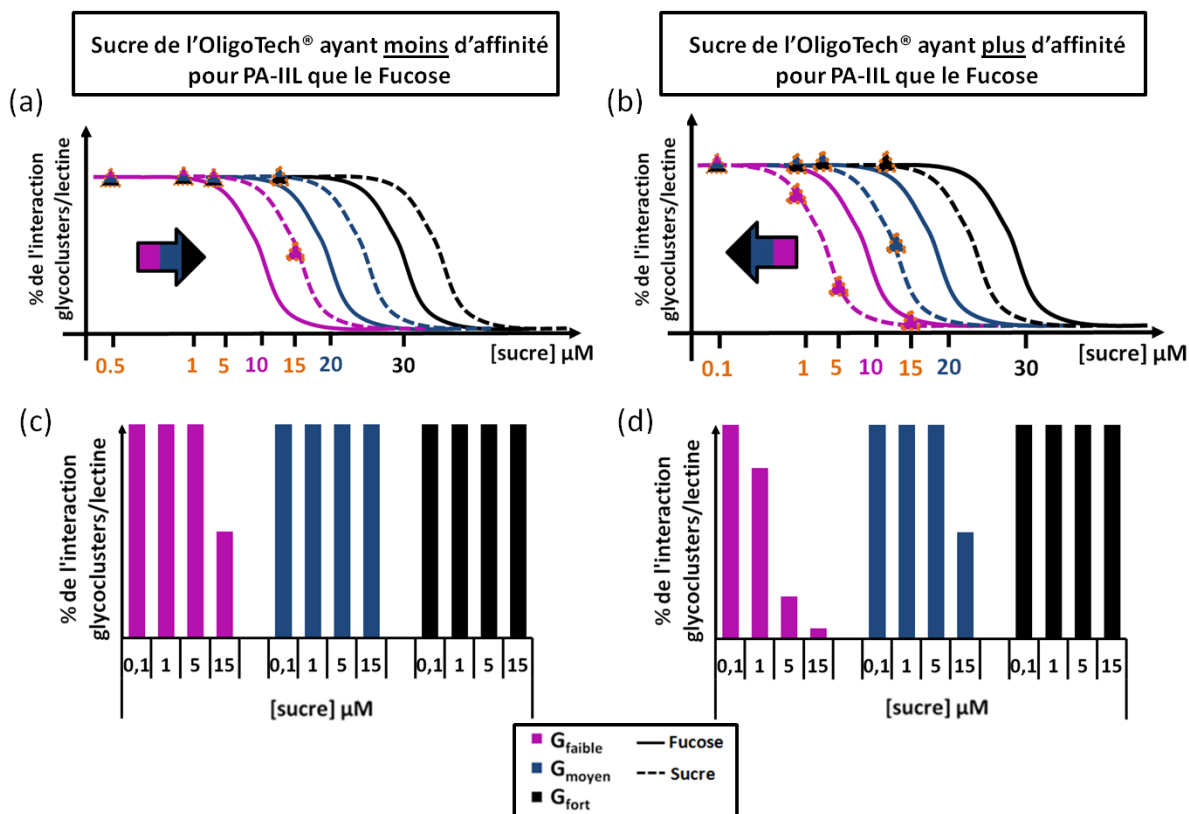 Sucre de l'OligoTech® ayant moins d'affinité
pour PA-IIL que le Fucose
Sucre de l'OligoTech® ayant plus d'affinité
pour PA-IIL que le Fucose
(a)
% de l'interaction
glycoclusters/lectine
[sucre] µM
0.5 1 5 10 15 20 30
(b)
% de l'interaction
glycoclusters/lectine
[sucre] µM
0.1 1 5 10 15 20 30
(c)
% de l'interaction
glycoclusters/lectine
0,1 1 5 15 0,1 1 5 15 0,1 1 5 15
[sucre] µM
(d)
% de l'interaction
glycoclusters/lectine
0,1 1 5 15 0,1 1 5 15 0,1 1 5 15
[sucre] µM
Gfaible Fucose
Gmoyen Sucre
Gfort